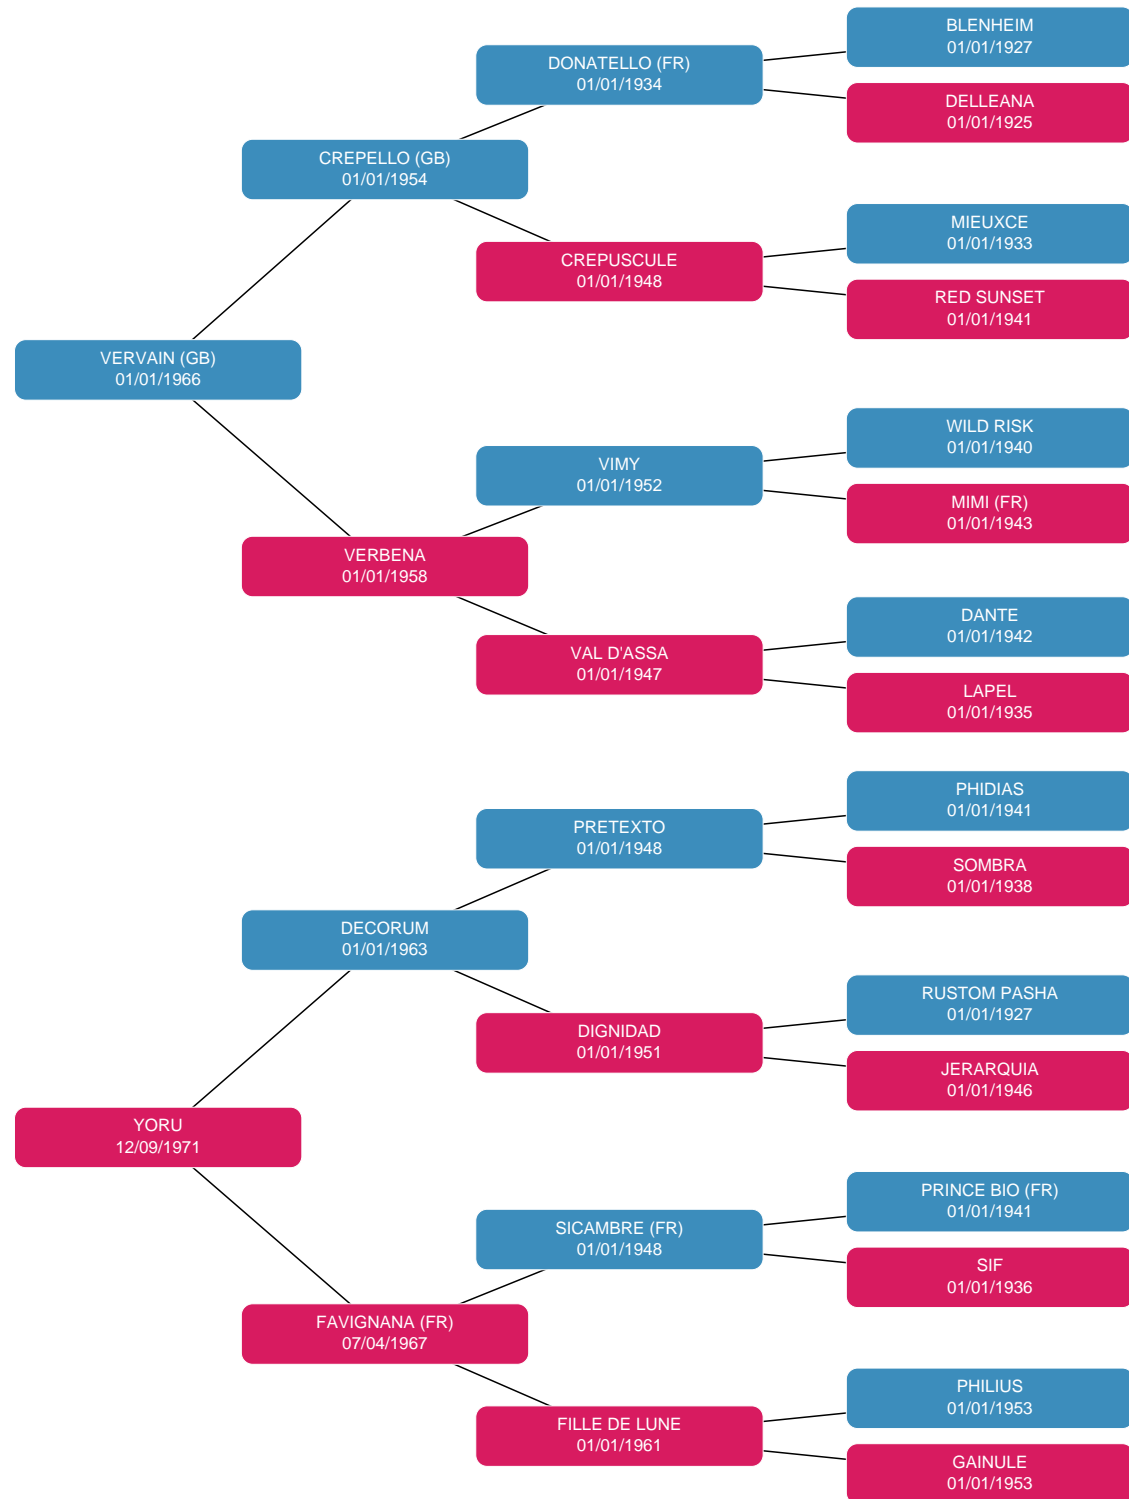 BLENHEIM
01/01/1927
DONATELLO (FR)
01/01/1934
DELLEANA
01/01/1925
CREPELLO (GB)
01/01/1954
MIEUXCE
01/01/1933
CREPUSCULE
01/01/1948
RED SUNSET
01/01/1941
VERVAIN (GB)
01/01/1966
WILD RISK
01/01/1940
VIMY
01/01/1952
MIMI (FR)
01/01/1943
VERBENA
01/01/1958
DANTE
01/01/1942
VAL D'ASSA
01/01/1947
LAPEL
01/01/1935
PHIDIAS
01/01/1941
PRETEXTO
01/01/1948
SOMBRA
01/01/1938
DECORUM
01/01/1963
RUSTOM PASHA
01/01/1927
DIGNIDAD
01/01/1951
JERARQUIA
01/01/1946
YORU
12/09/1971
PRINCE BIO (FR)
01/01/1941
SICAMBRE (FR)
01/01/1948
SIF
01/01/1936
FAVIGNANA (FR)
07/04/1967
PHILIUS
01/01/1953
FILLE DE LUNE
01/01/1961
GAINULE
01/01/1953